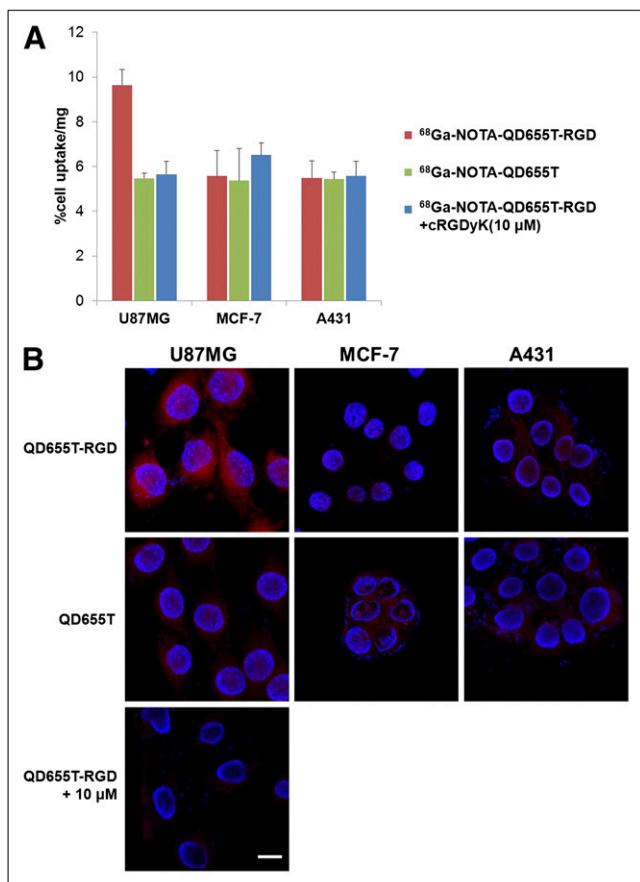 A
%cell uptake/mg
12
10
8
6
4
2
0
U87MG MCF-7 A431
⁶⁸Ga-NOTA-QD655T-RGD
⁶⁸Ga-NOTA-QD655T
⁶⁸Ga-NOTA-QD655T-RGD
+cRGDyK(10 µM)
B
U87MG MCF-7 A431
QD655T-RGD
QD655T
QD655T-RGD
+ 10 µM